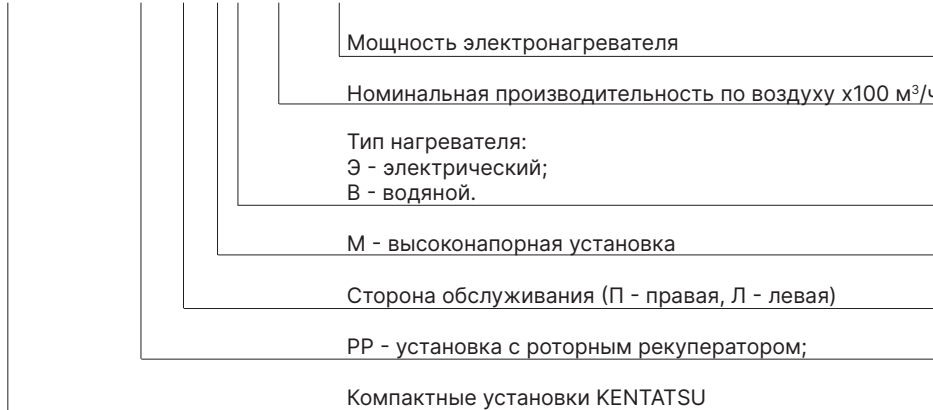 Мощность электронагревателя
Номинальная производительность по воздуху х100 м³/ч
Тип нагревателя:
Э - электрический;
В - водяной.
М - высоконапорная установка
Сторона обслуживания (П - правая, Л - левая)
РР - установка с роторным рекуператором;
Компактные установки KENTATSU